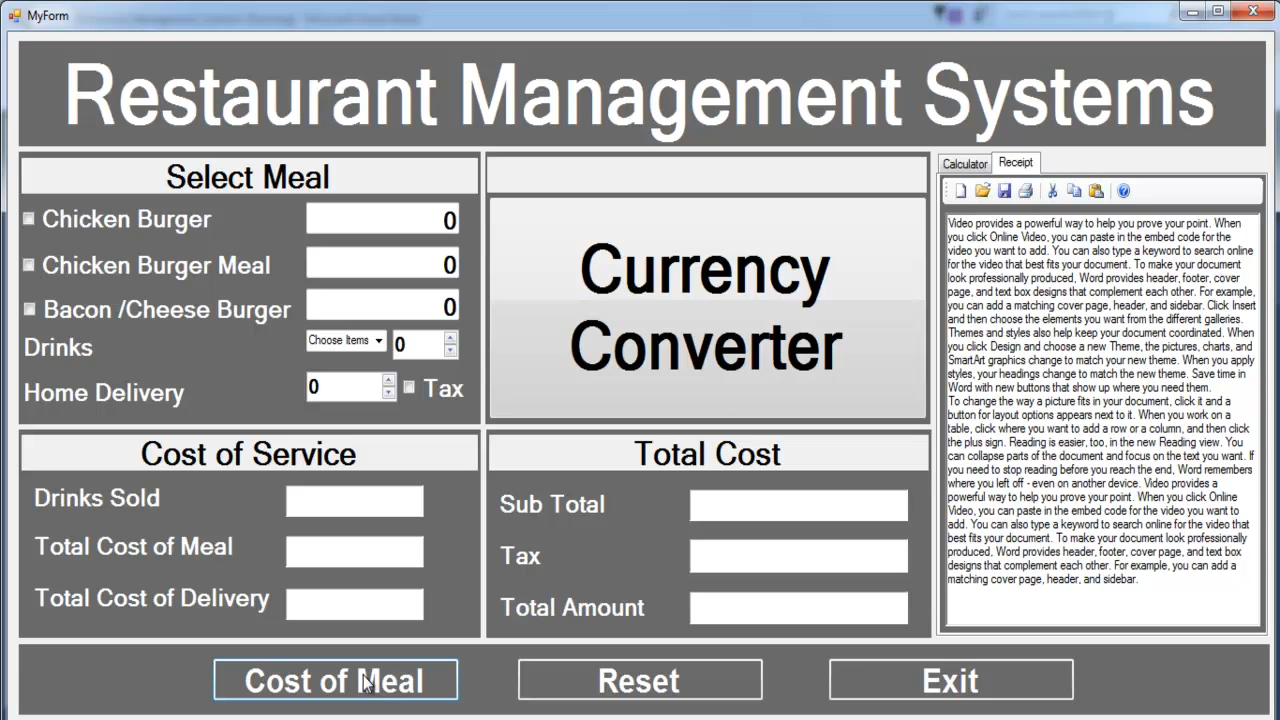 MyForm
Restaurant Management Systems
Select Meal
Chicken Burger 0
Chicken Burger Meal 0
Bacon /Cheese Burger 0
Drinks Choose Items 0
Home Delivery 0 Tax
Currency
Converter
Cost of Service
Drinks Sold
Total Cost of Meal
Total Cost of Delivery
Total Cost
Sub Total
Tax
Total Amount
Calculator Receipt
Video provides a powerful way to help you prove your point. When
you click Online Video, you can paste in the embed code for the
video you want to add. You can also type a keyword to search online
for the video that best fits your document. To make your document
look professionally produced, Word provides header, footer, cover
page, and text box designs that complement each other. For example,
you can add a matching cover page, header, and sidebar. Click Insert
and then choose the elements you want from the different galleries.
Themes and styles also help keep your document coordinated. When
you click Design and choose a new Theme, the pictures, charts, and
SmartArt graphics change to match your new theme. When you apply
styles, your headings change to match the new theme. Save time in
Word with new buttons that show up where you need them.
To change the way a picture fits in your document, click it and a
button for layout options appears next to it. When you work on a
table, click where you want to add a row or a column, and then click
the plus sign. Reading is easier, too, in the new Reading view. You
can collapse parts of the document and focus on the text you want. If
you need to stop reading before you reach the end, Word remembers
where you left off - even on another device. Video provides a
powerful way to help you prove your point. When you click Online
Video, you can paste in the embed code for the video you want to
add. You can also type a keyword to search online for the video that
best fits your document. To make your document look professionally
produced, Word provides header, footer, cover page, and text box
designs that complement each other. For example, you can add a
matching cover page, header, and sidebar.
Cost of Meal Reset Exit